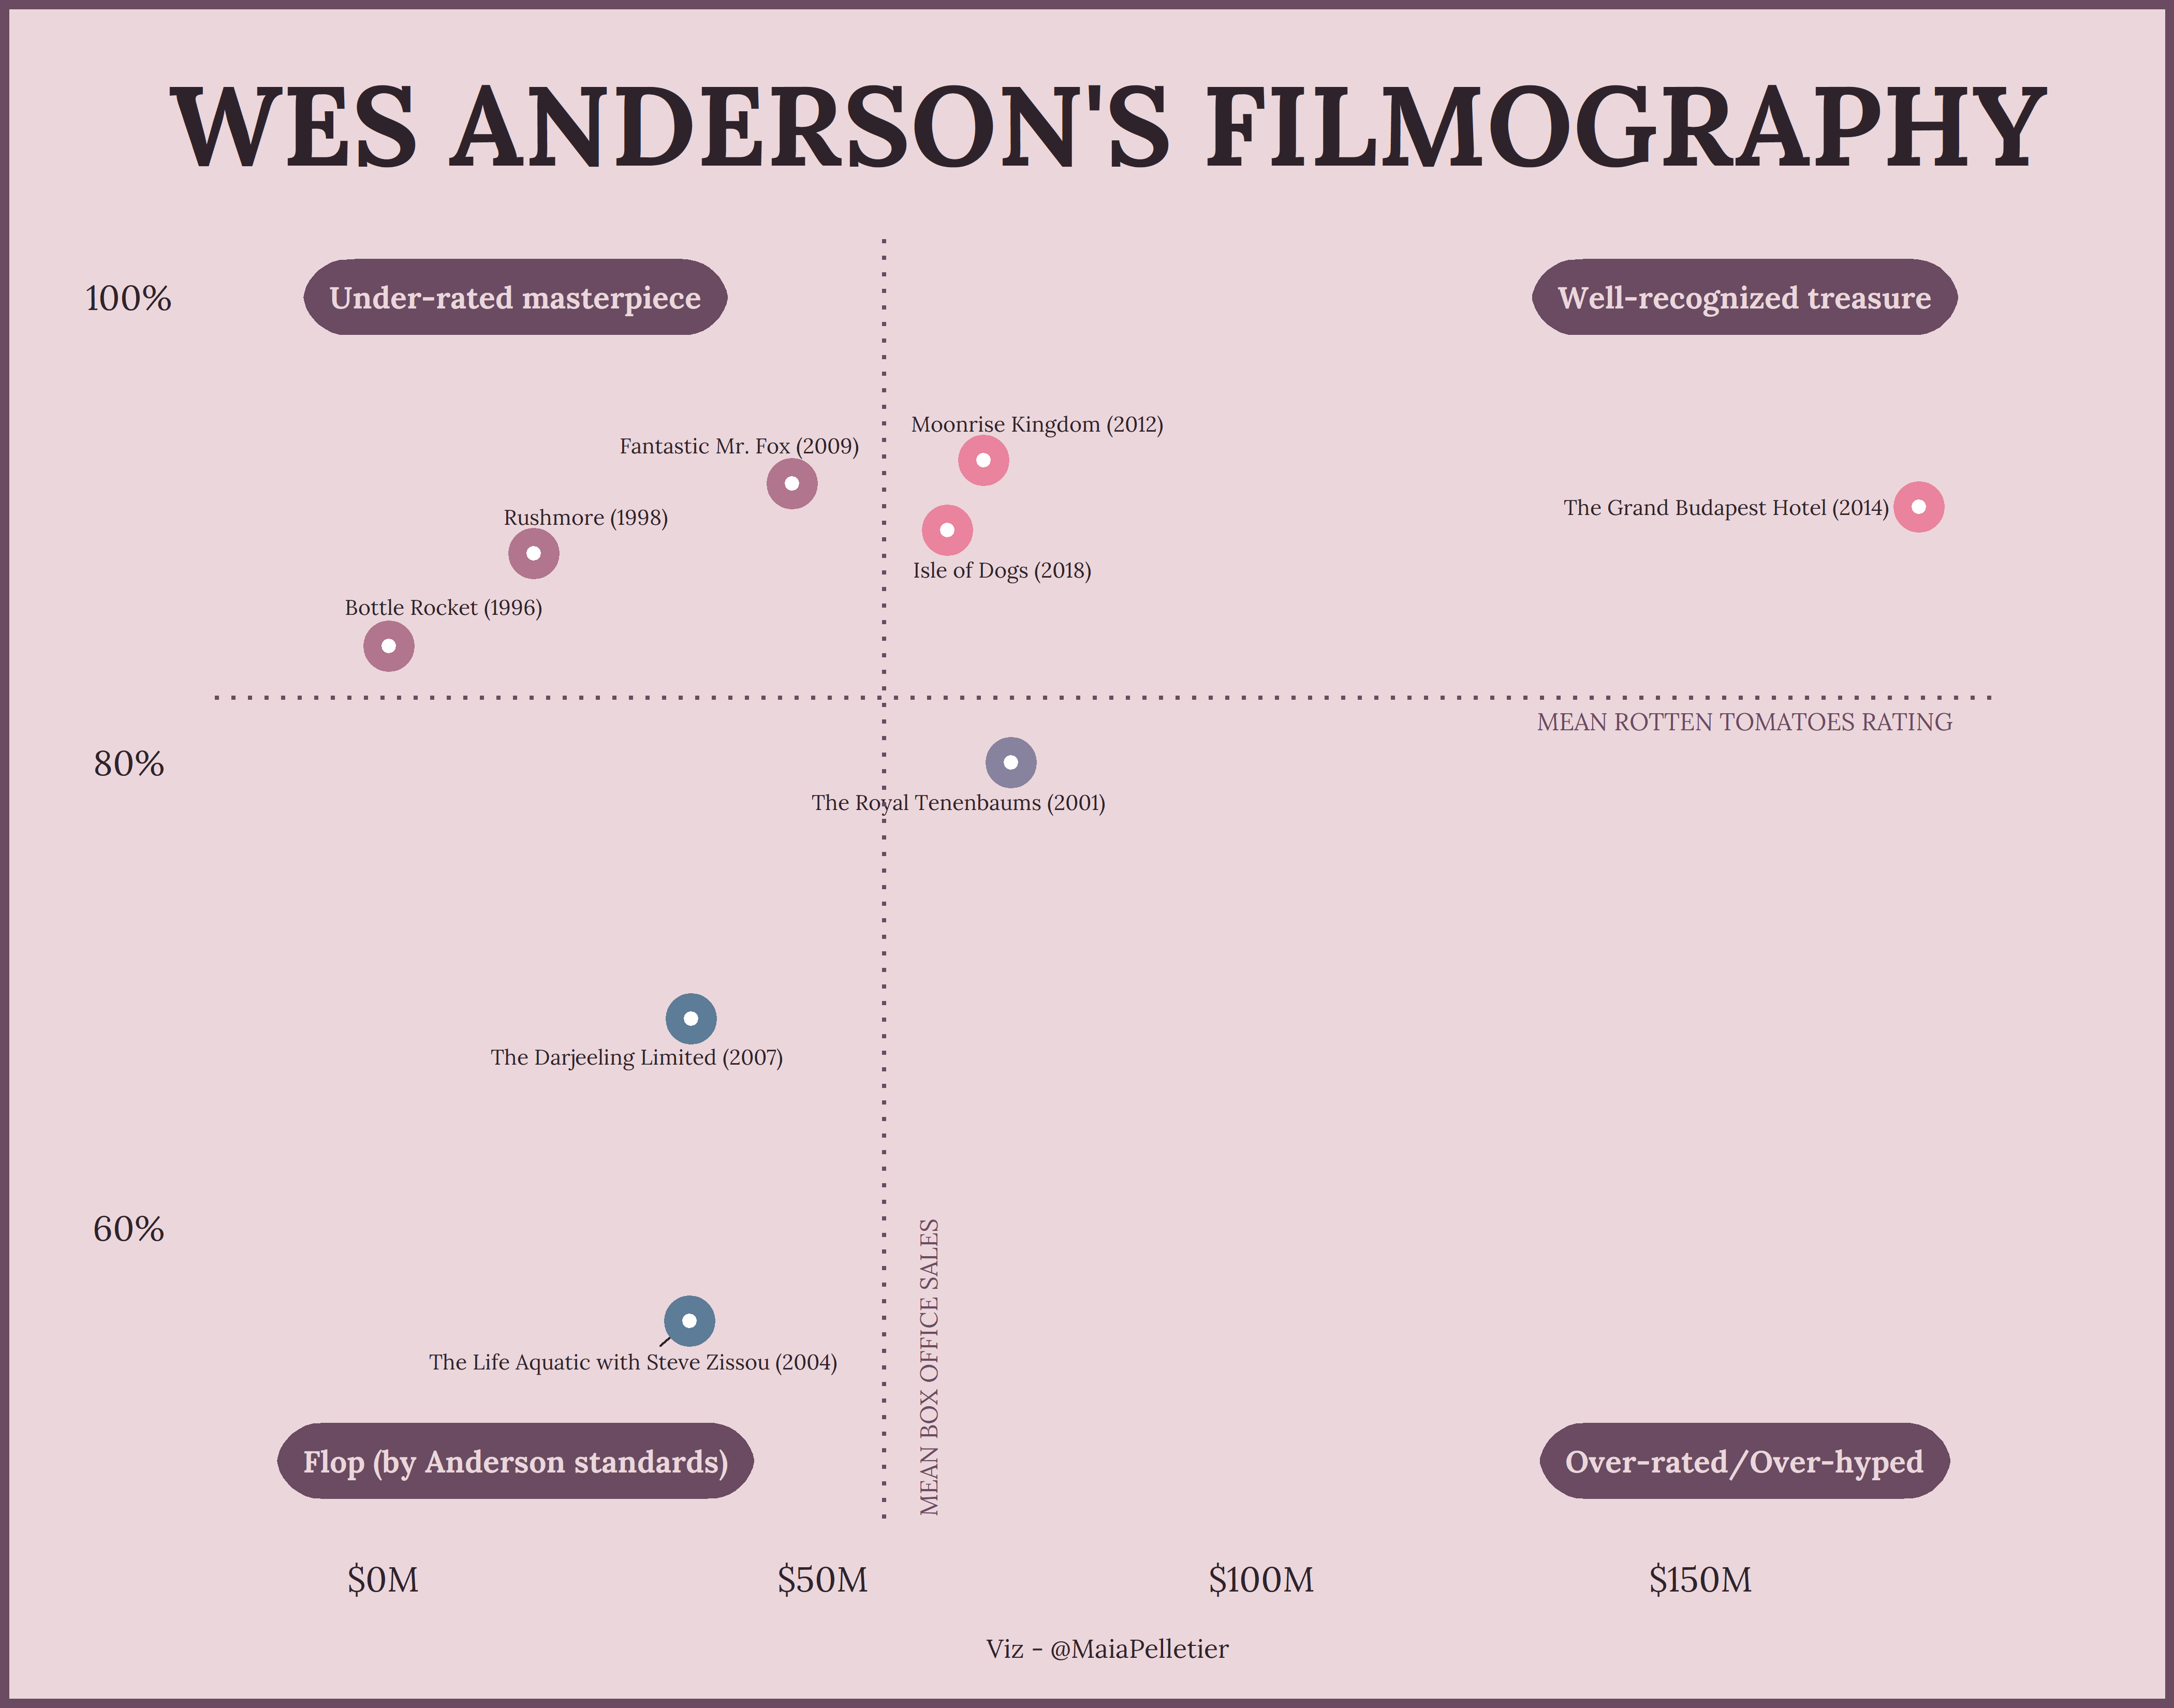 WES ANDERSON'S FILMOGRAPHY
100%
Under-rated masterpiece
Well-recognized treasure
Moonrise Kingdom (2012)
Fantastic Mr. Fox (2009)
The Grand Budapest Hotel (2014)
Rushmore (1998)
Isle of Dogs (2018)
Bottle Rocket (1996)
MEAN ROTTEN TOMATOES RATING
80%
The Royal Tenenbaums (2001)
The Darjeeling Limited (2007)
60%
MEAN BOX OFFICE SALES
The Life Aquatic with Steve Zissou (2004)
Flop (by Anderson standards)
Over-rated/Over-hyped
$0M
$50M
$100M
$150M
Viz - @MaiaPelletier